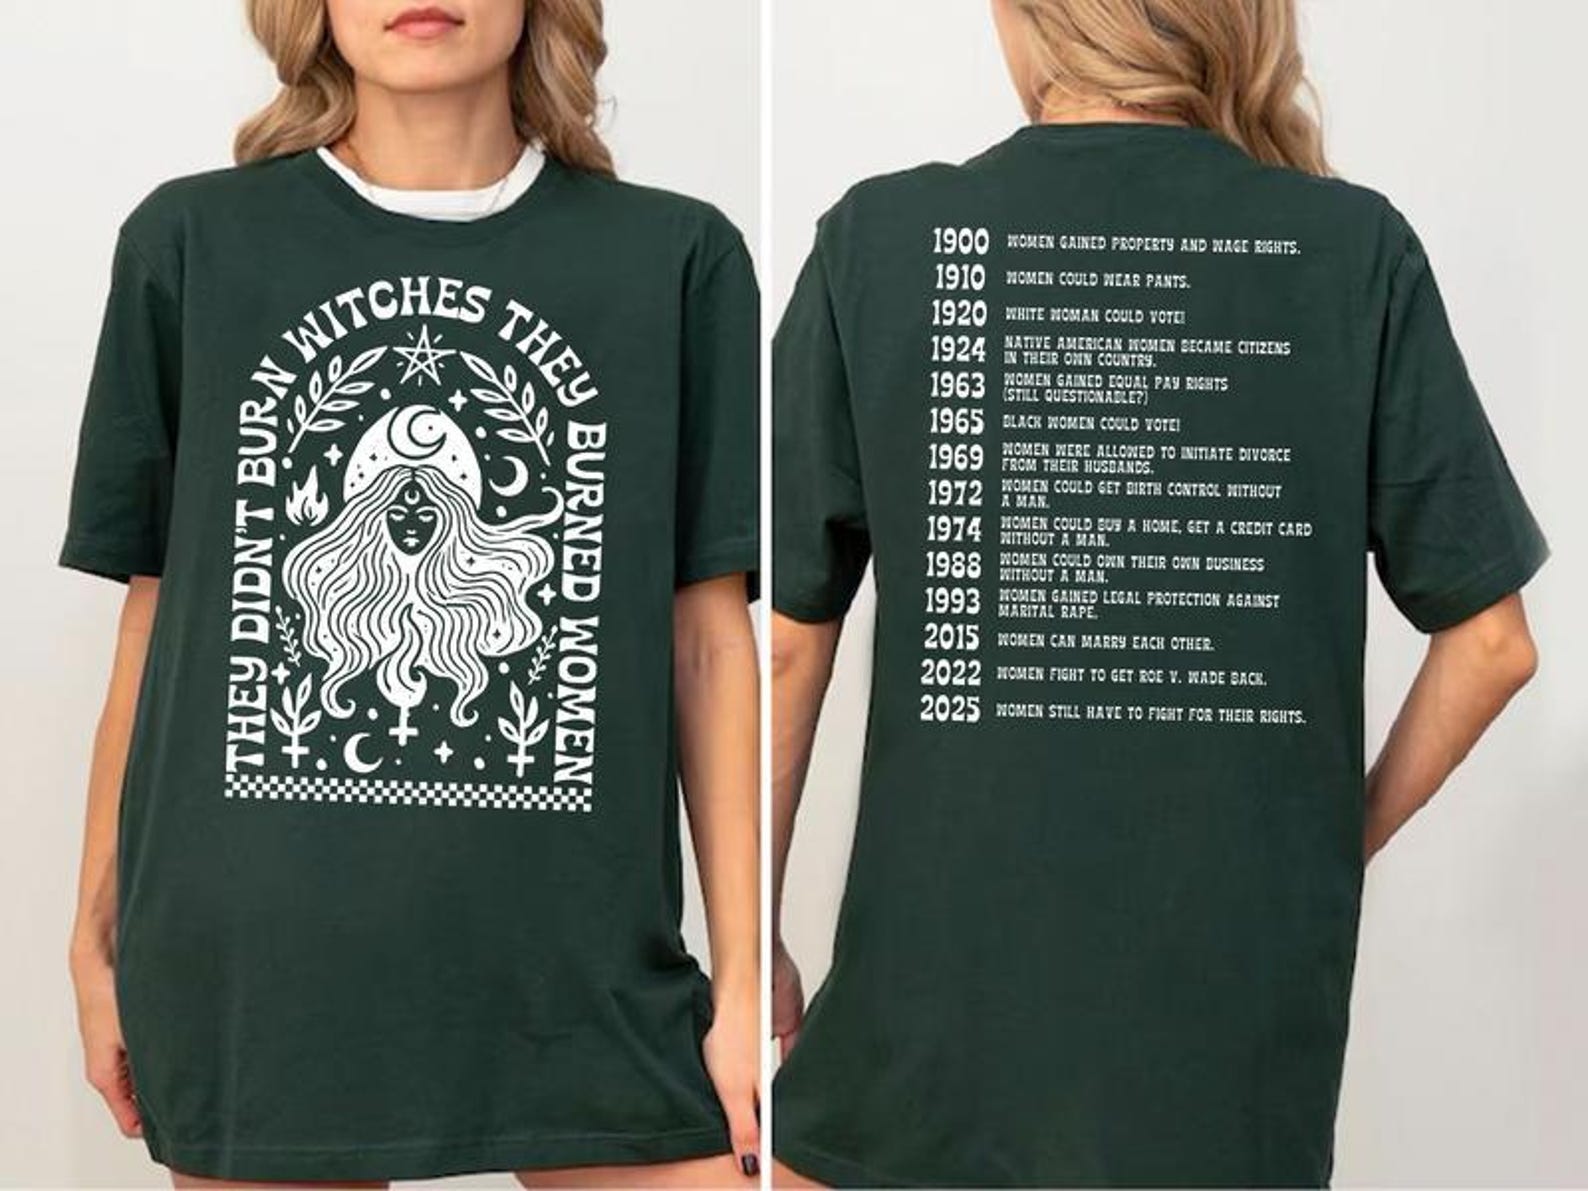 THEY DIDN'T BURN WITCHES THEY BURNED WOMEN
1900 WOMEN GAINED PROPERTY AND WAGE RIGHTS.
1910 WOMEN COULD WEAR PANTS.
1920 WHITE WOMAN COULD VOTE!
1924 NATIVE AMERICAN WOMEN BECAME CITIZENS
IN THEIR OWN COUNTRY.
1963 WOMEN GAINED EQUAL PAY RIGHTS
(STILL QUESTIONABLE?)
1965 BLACK WOMEN COULD VOTE!
1969 WOMEN WERE ALLOWED TO INITIATE DIVORCE
FROM THEIR HUSBANDS.
1972 WOMEN COULD GET BIRTH CONTROL WITHOUT
A MAN.
1974 WOMEN COULD BUY A HOME, GET A CREDIT CARD
WITHOUT A MAN.
1988 WOMEN COULD OWN THEIR OWN BUSINESS
WITHOUT A MAN.
1993 WOMEN GAINED LEGAL PROTECTION AGAINST
MARITAL RAPE.
2015 WOMEN CAN MARRY EACH OTHER.
2022 WOMEN FIGHT TO GET ROE V. WADE BACK.
2025 WOMEN STILL HAVE TO FIGHT FOR THEIR RIGHTS.